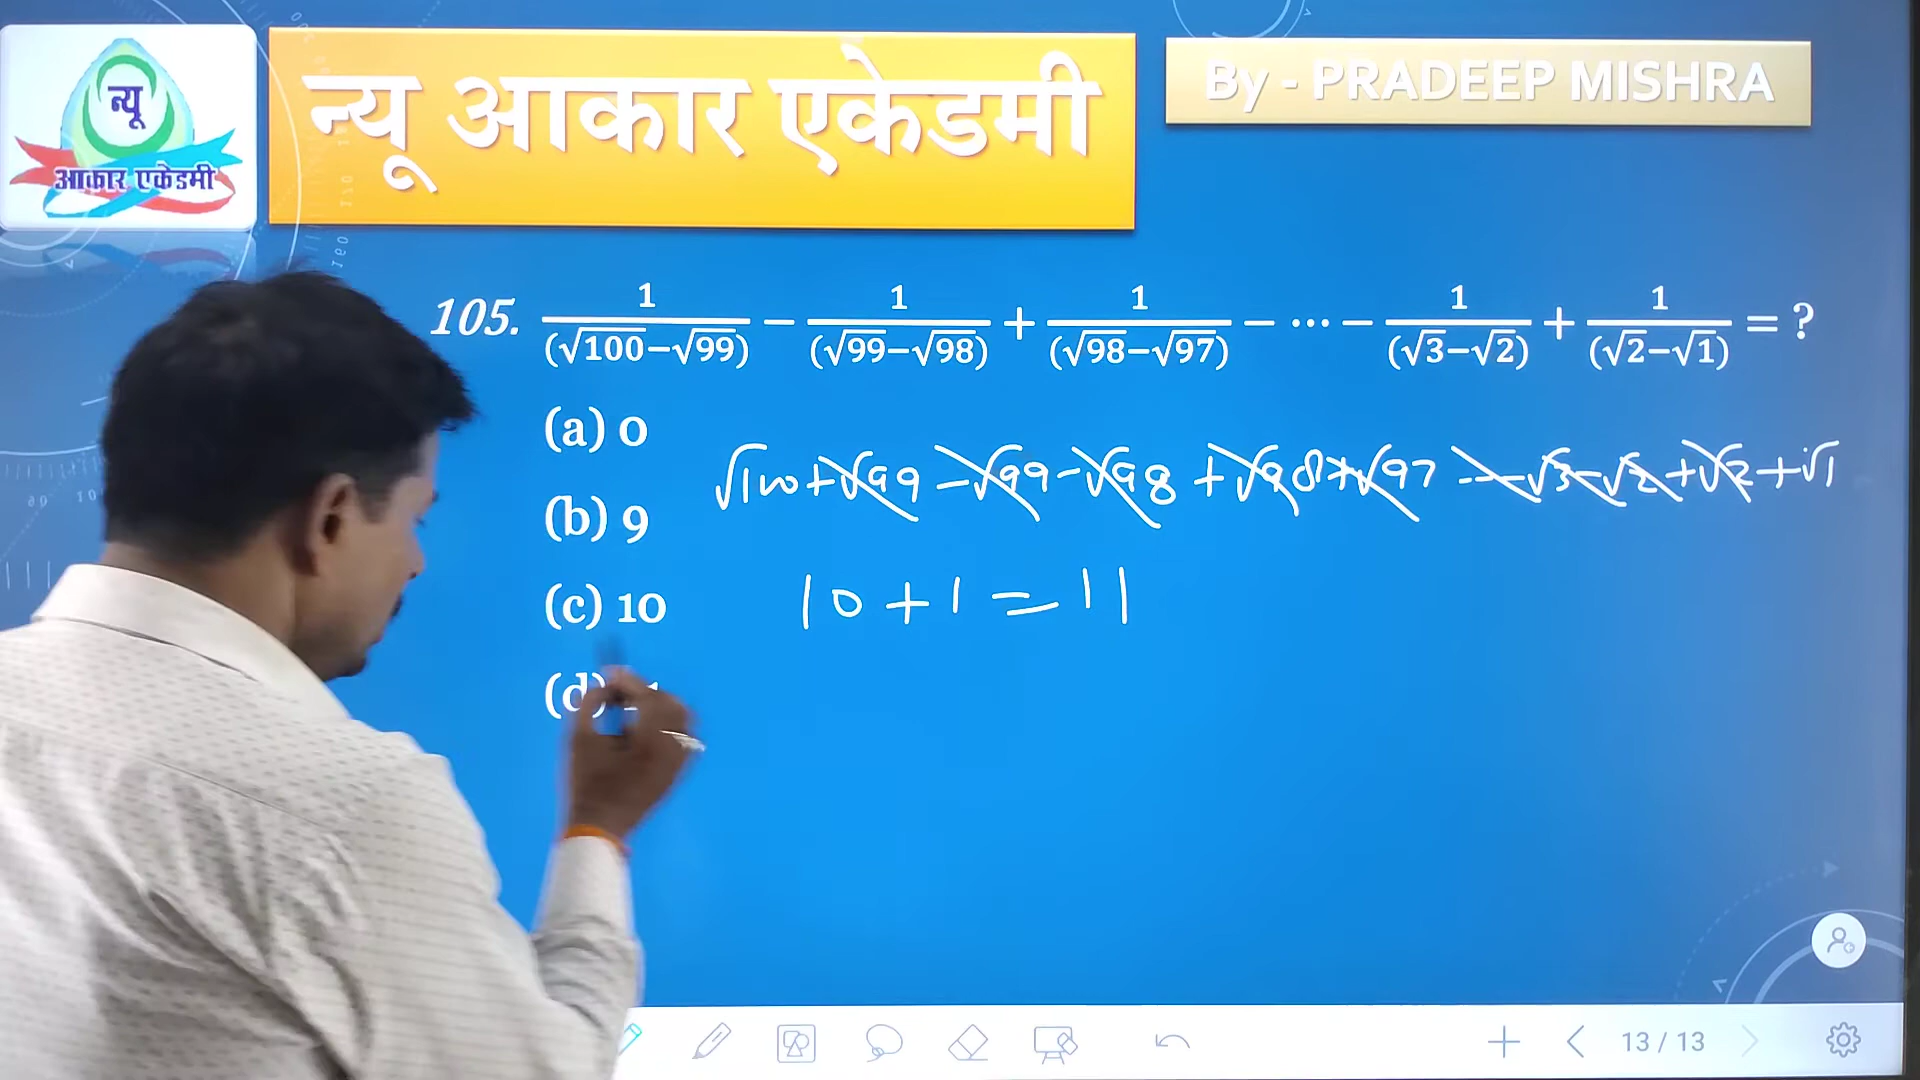 न्यू
आकार एकेडमी
न्यू आकार एकेडमी
By - PRADEEP MISHRA
105. 1/(√100−√99) − 1/(√99−√98) + 1/(√98−√97) − ⋯ − 1/(√3−√2) + 1/(√2−√1) = ?
(a) 0
√100+√99 −√99−√98 +√98+√97 - - −√3−√2+√2+√1
(b) 9
(c) 10
10+1=11
(d)
13 / 13